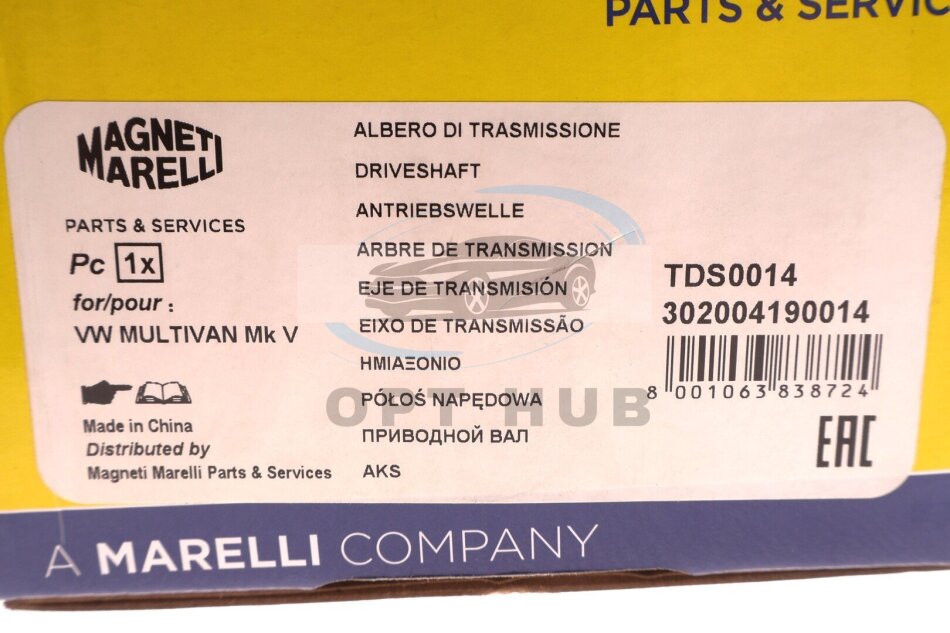 PARTS & SERVIC
MAGNETI
MARELLI
PARTS & SERVICES
Pc 1x
for/pour :
VW MULTIVAN Mk V
Made in China
Distributed by
Magneti Marelli Parts & Services
ALBERO DI TRASMISSIONE
DRIVESHAFT
ANTRIEBSWELLE
ARBRE DE TRANSMISSION
EJE DE TRANSMISIÓN
EIXO DE TRANSMISSÃO
ΗΜΙΑΞΟΝΙΟ
PÓŁOŚ NAPĘDOWA
ПРИВОДНОЙ ВАЛ
AKS
TDS0014
302004190014
8 001063 838724
EAC
OPT HUB
A MARELLI COMPANY